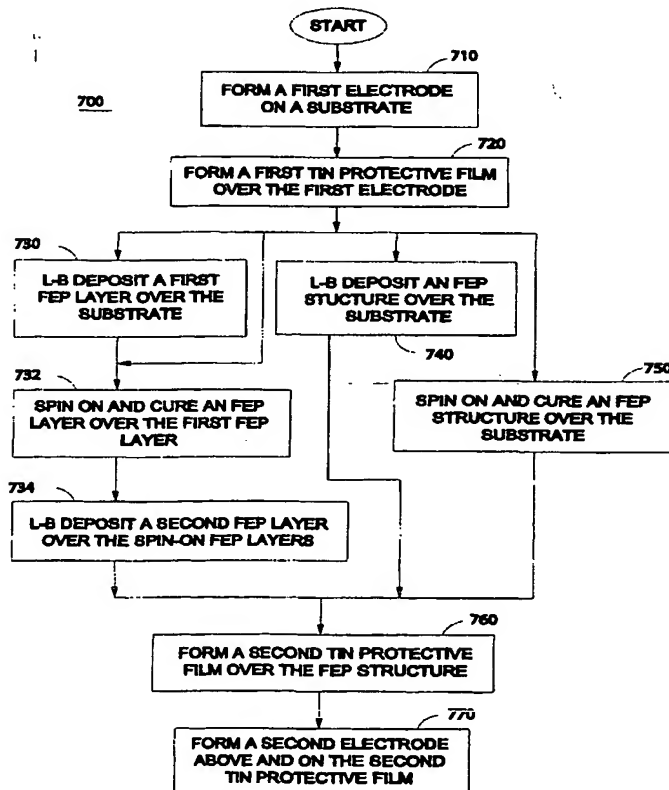 START
710
700
FORM A FIRST ELECTRODE
ON A SUBSTRATE
720
FORM A FIRST TIN PROTECTIVE FILM
OVER THE FIRST ELECTRODE
730
L-B DEPOSIT A FIRST
FEP LAYER OVER THE
SUBSTRATE
L-B DEPOSIT AN FEP
STUCTURE OVER THE
SUBSTRATE
740
732
SPIN ON AND CURE AN FEP
LAYER OVER THE FIRST FEP
LAYER
750
SPIN ON AND CURE AN FEP
STRUCTURE OVER THE
SUBSTRATE
734
L-B DEPOSIT A SECOND FEP LAYER
OVER THE SPIN-ON FEP LAYERS
760
FORM A SECOND TIN PROTECTIVE
FILM OVER THE FEP STRUCTURE
770
FORM A SECOND ELECTRODE
ABOVE AND ON THE SECOND
TIN PROTECTIVE FILM